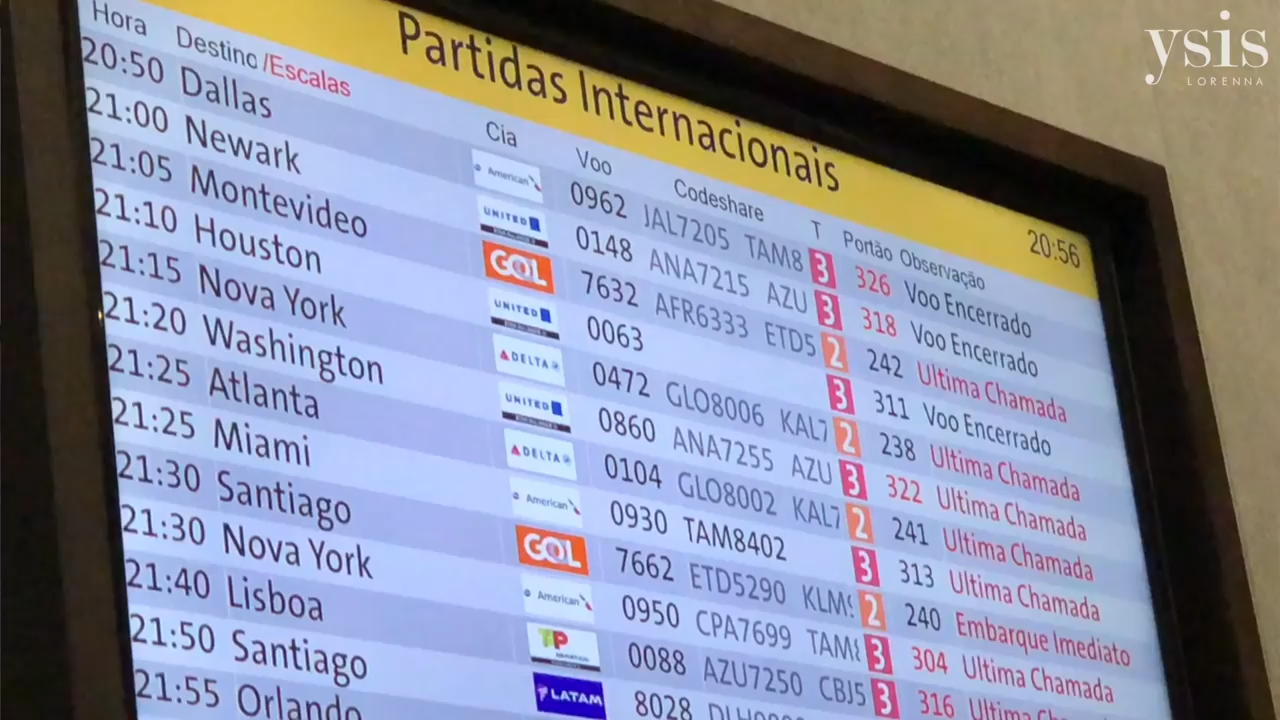 ysis
LORENNA
Partidas Internacionais 20:56
Hora Destino/Escalas Cia Voo Codeshare T Portão Observação
20:50 Dallas American 0962 JAL7205 TAM8 3 326 Voo Encerrado
21:00 Newark UNITED 0148 ANA7215 AZU 3 318 Voo Encerrado
21:05 Montevideo GOL 7632 AFR6333 ETD5 2 242 Ultima Chamada
21:10 Houston UNITED 0063 3 311 Voo Encerrado
21:15 Nova York DELTA 0472 GLO8006 KAL7 2 238 Ultima Chamada
21:20 Washington UNITED 0860 ANA7255 AZU 3 322 Ultima Chamada
21:25 Atlanta DELTA 0104 GLO8002 KAL7 2 241 Ultima Chamada
21:25 Miami American 0930 TAM8402 3 313 Ultima Chamada
21:30 Santiago GOL 7662 ETD5290 KLM 2 240 Embarque Imediato
21:30 Nova York American 0950 CPA7699 TAM 3 304 Ultima Chamada
21:40 Lisboa TP 0088 AZU7250 CBJ5 3 316 Ultima Chamada
21:50 Santiago LATAM 8028
21:55 Orlando